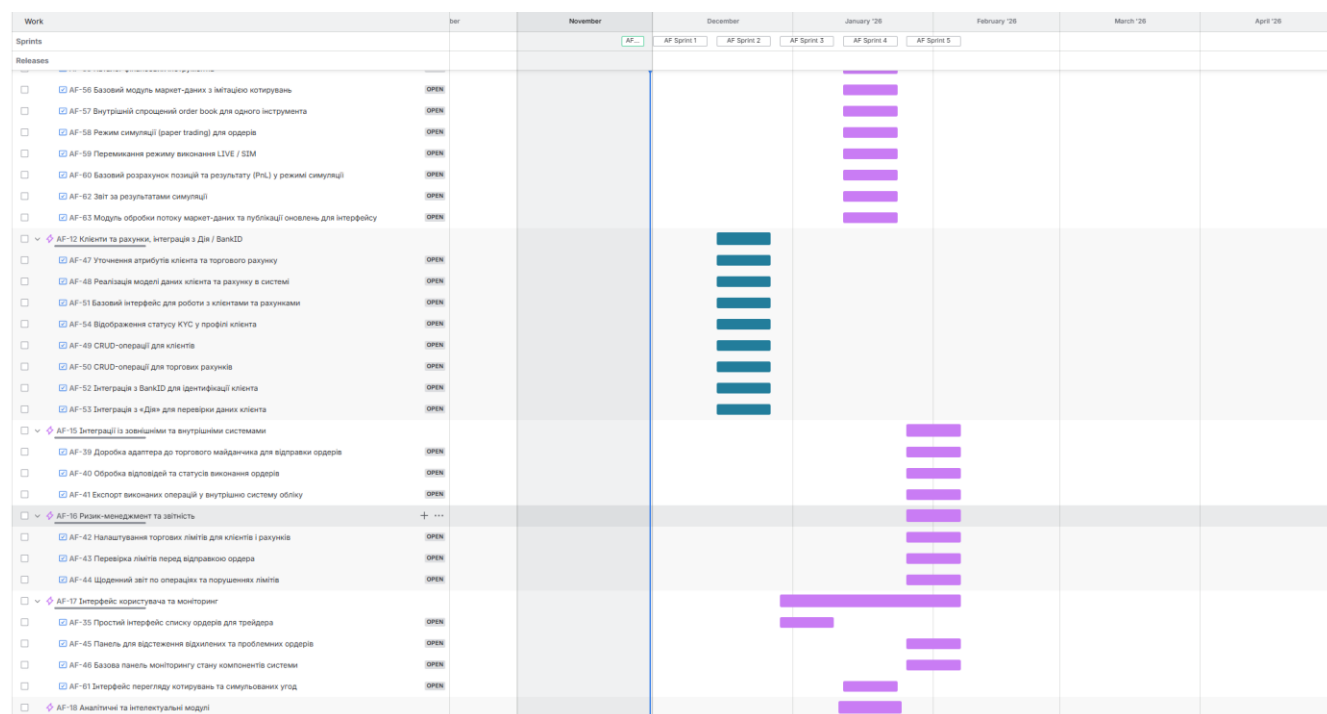 Work
ber
November
December
January '26
February '26
March '26
April '26
Sprints
AF...
AF Sprint 1
AF Sprint 2
AF Sprint 3
AF Sprint 4
AF Sprint 5
Releases
AF-56 Базовий модуль маркет-даних з імітацією котирувань OPEN
AF-57 Внутрішній спрощений order book для одного інструмента OPEN
AF-58 Режим симуляції (paper trading) для ордерів OPEN
AF-59 Перемикання режиму виконання LIVE / SIM OPEN
AF-60 Базовий розрахунок позицій та результату (PnL) у режимі симуляції OPEN
AF-62 Звіт за результатами симуляції OPEN
AF-63 Модуль обробки потоку маркет-даних та публікації оновлень для інтерфейсу OPEN
AF-12 Клієнти та рахунки, інтеграція з Дія / BankID
AF-47 Уточнення атрибутів клієнта та торгового рахунку OPEN
AF-48 Реалізація моделі даних клієнта та рахунку в системі OPEN
AF-51 Базовий інтерфейс для роботи з клієнтами та рахунками OPEN
AF-54 Відображення статусу KYC у профілі клієнта OPEN
AF-49 CRUD-операції для клієнтів OPEN
AF-50 CRUD-операції для торгових рахунків OPEN
AF-52 Інтеграція з BankID для ідентифікації клієнта OPEN
AF-53 Інтеграція з «Дія» для перевірки даних клієнта OPEN
AF-15 Інтеграції із зовнішніми та внутрішніми системами
AF-39 Доробка адаптера до торгового майданчика для відправки ордерів OPEN
AF-40 Обробка відповідей та статусів виконання ордерів OPEN
AF-41 Експорт виконаних операцій у внутрішню систему обліку OPEN
AF-16 Ризик-менеджмент та звітність
AF-42 Налаштування торгових лімітів для клієнтів і рахунків OPEN
AF-43 Перевірка лімітів перед відправкою ордера OPEN
AF-44 Щоденний звіт по операціях та порушеннях лімітів OPEN
AF-17 Інтерфейс користувача та моніторинг
AF-35 Простий інтерфейс списку ордерів для трейдера OPEN
AF-45 Панель для відстеження відхилених та проблемних ордерів OPEN
AF-46 Базова панель моніторингу стану компонентів системи OPEN
AF-61 Інтерфейс перегляду котирувань та симульованих угод OPEN
AF-18 Аналітичні та інтелектуальні модулі